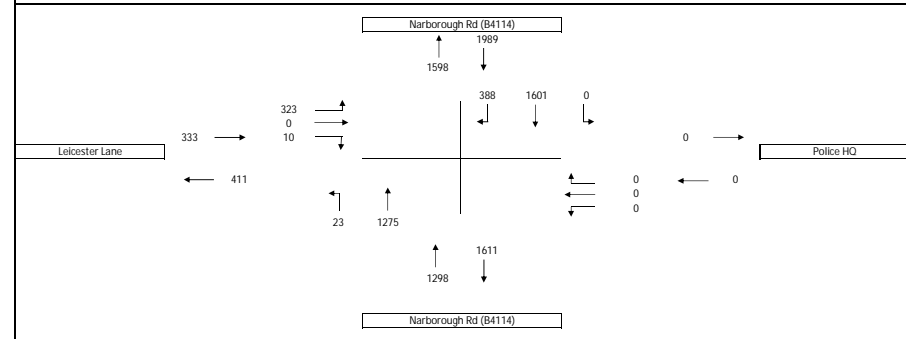 Narborough Rd (B4114)
1989
1598
388 1601 0
323
0
333 10 0
Leicester Lane Police HQ
411 0 0
0
0
23 1275
1611
1298
Narborough Rd (B4114)